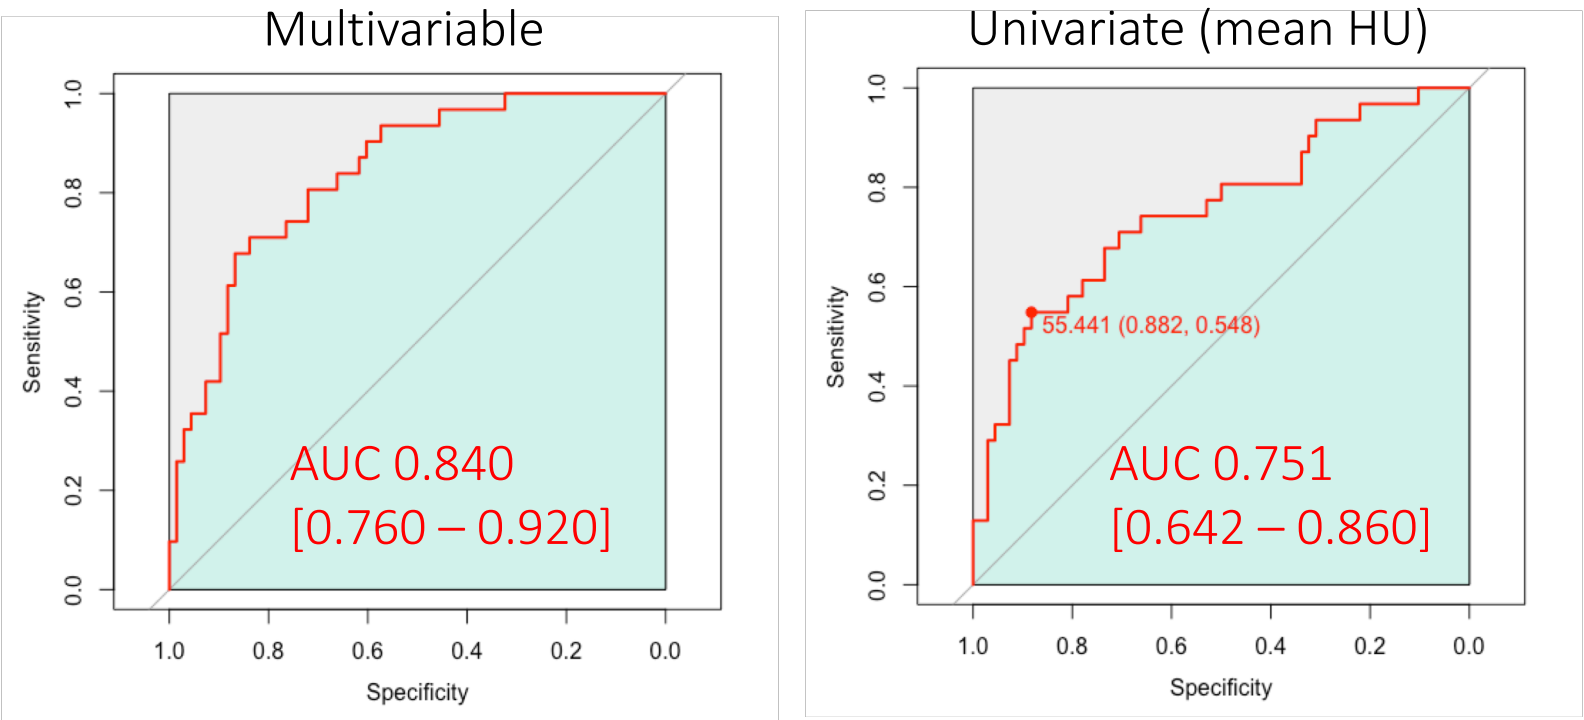 Multivariable
1.0
0.8
0.6
0.4
0.2
0.0
Sensitivity
AUC 0.840
[0.760 – 0.920]
1.0 0.8 0.6 0.4 0.2 0.0
Specificity
Univariate (mean HU)
1.0
0.8
0.6
0.4
0.2
0.0
Sensitivity
55.441 (0.882, 0.548)
AUC 0.751
[0.642 – 0.860]
1.0 0.8 0.6 0.4 0.2 0.0
Specificity